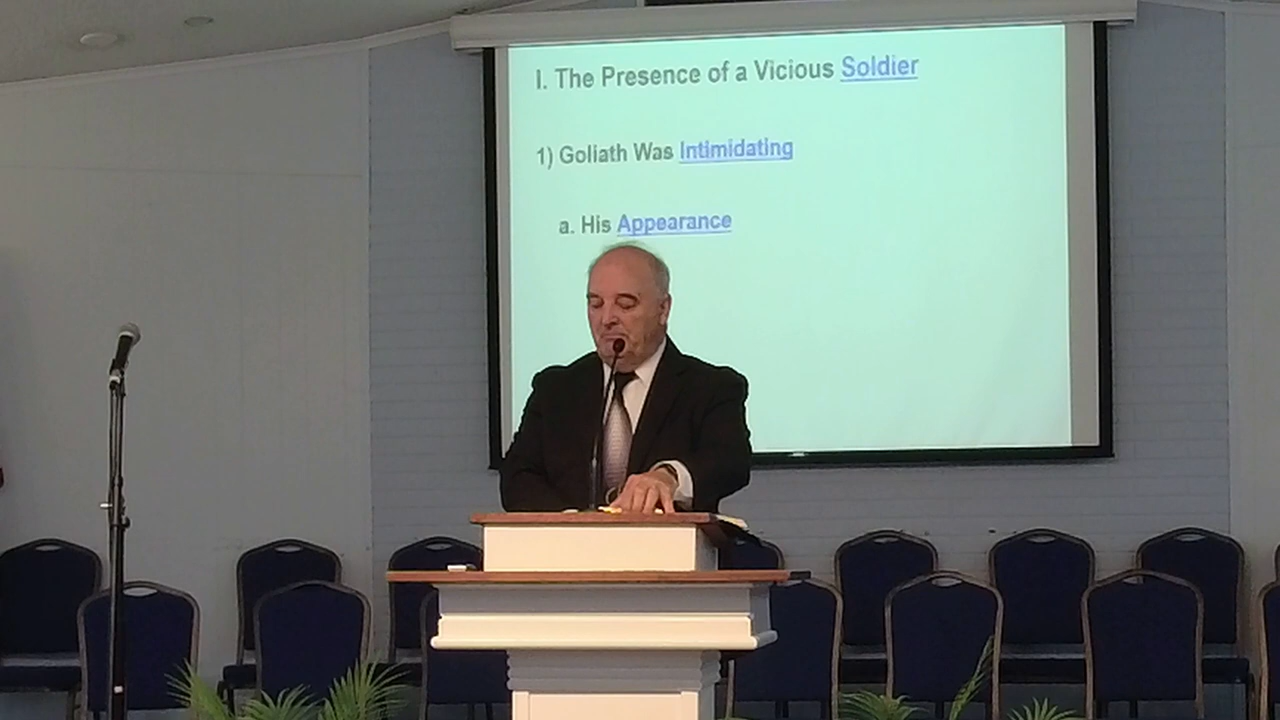 I. The Presence of a Vicious Soldier
1) Goliath Was Intimidating
a. His Appearance